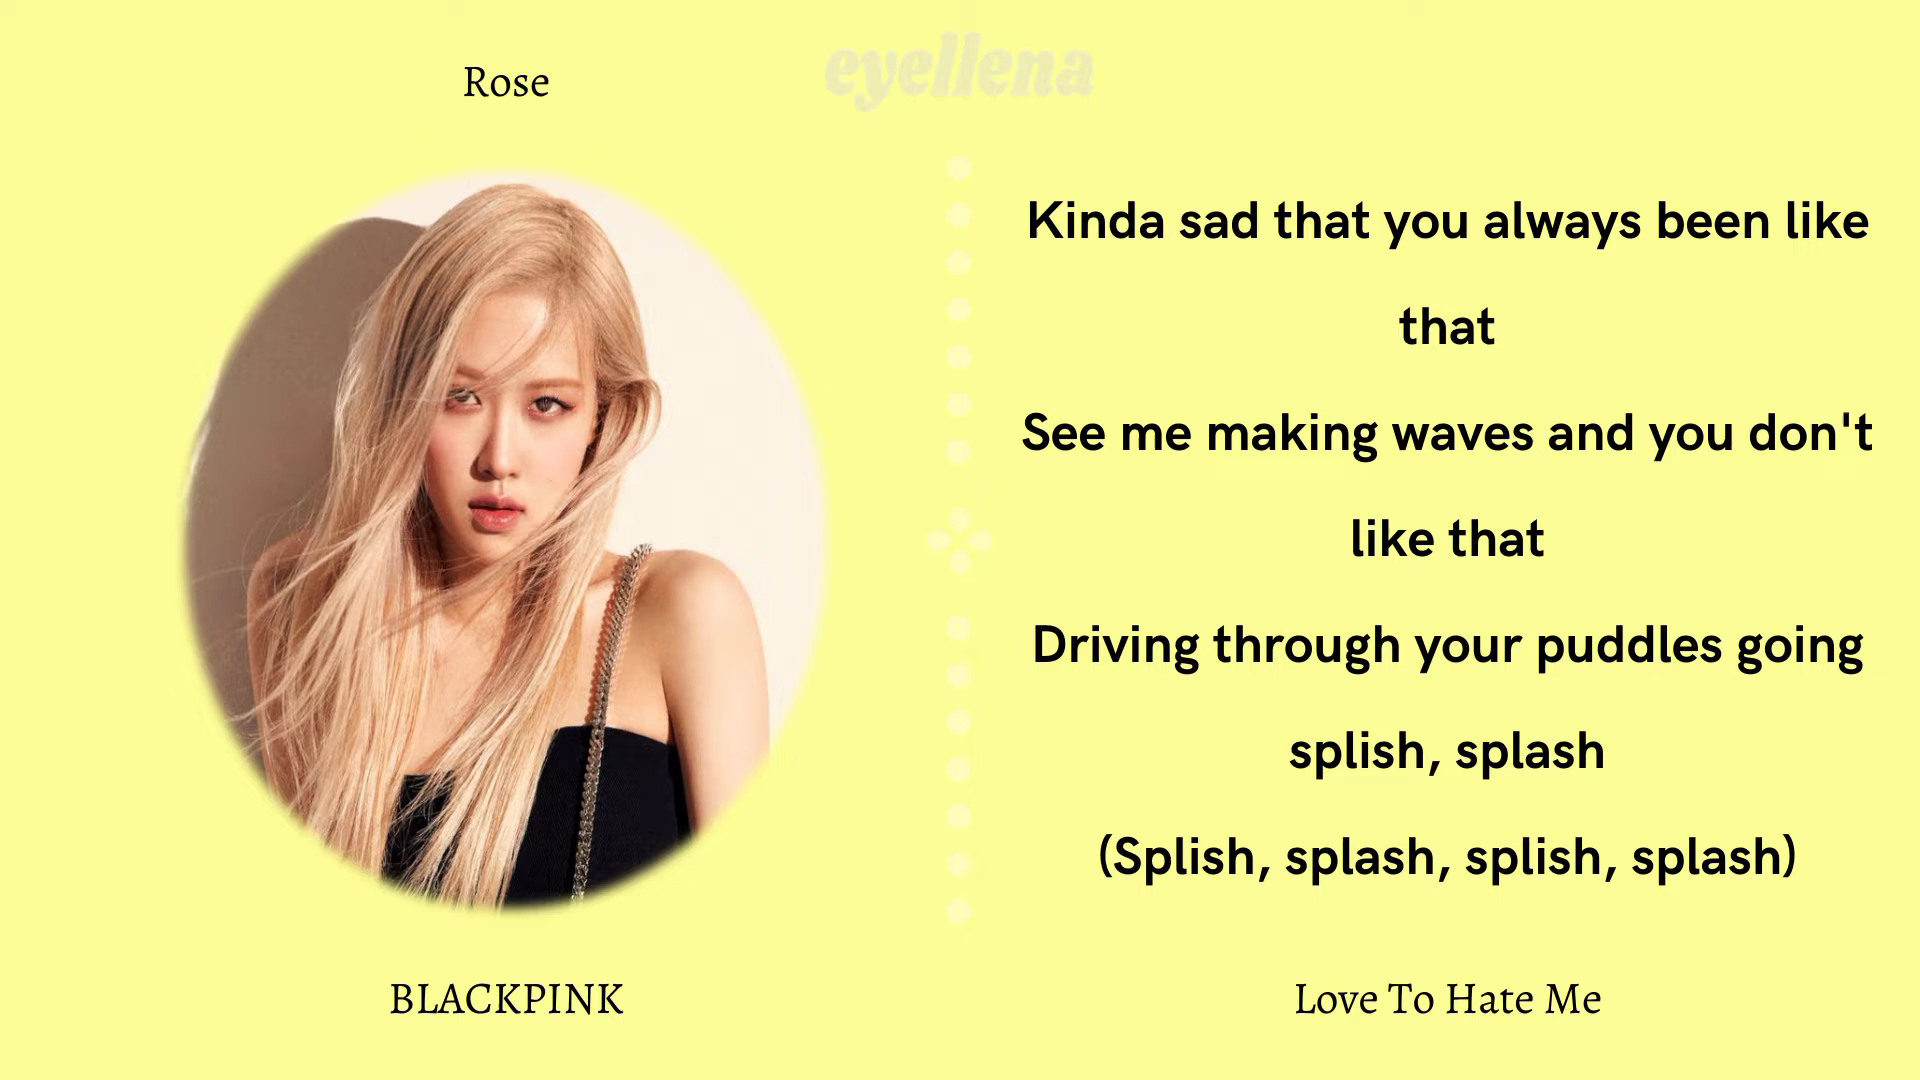 Rose
eyellena
Kinda sad that you always been like
that
See me making waves and you don't
like that
Driving through your puddles going
splish, splash
(Splish, splash, splish, splash)
BLACKPINK
Love To Hate Me